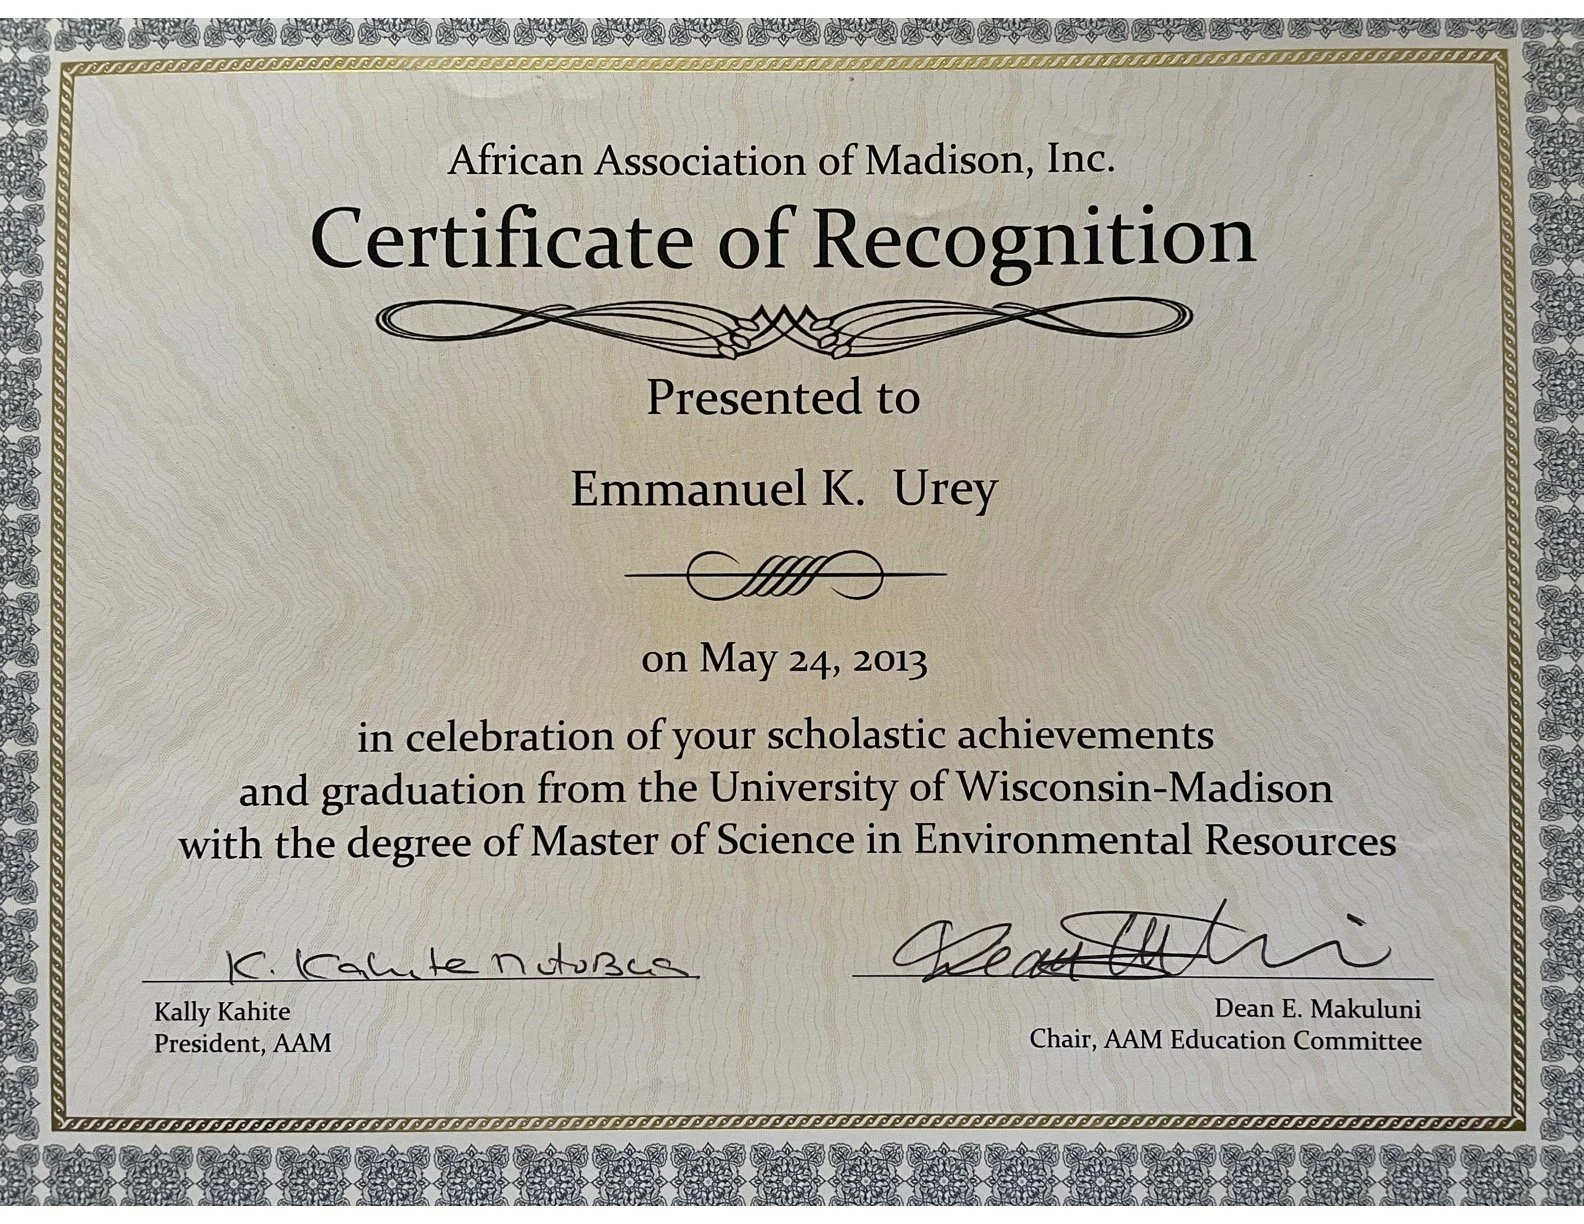 African Association of Madison, Inc.
Certificate of Recognition
Presented to
Emmanuel K. Urey
on May 24, 2013
in celebration of your scholastic achievements
and graduation from the University of Wisconsin-Madison
with the degree of Master of Science in Environmental Resources
K. Kahite
Kally Kahite
President, AAM
Dean E. Makuluni
Chair, AAM Education Committee